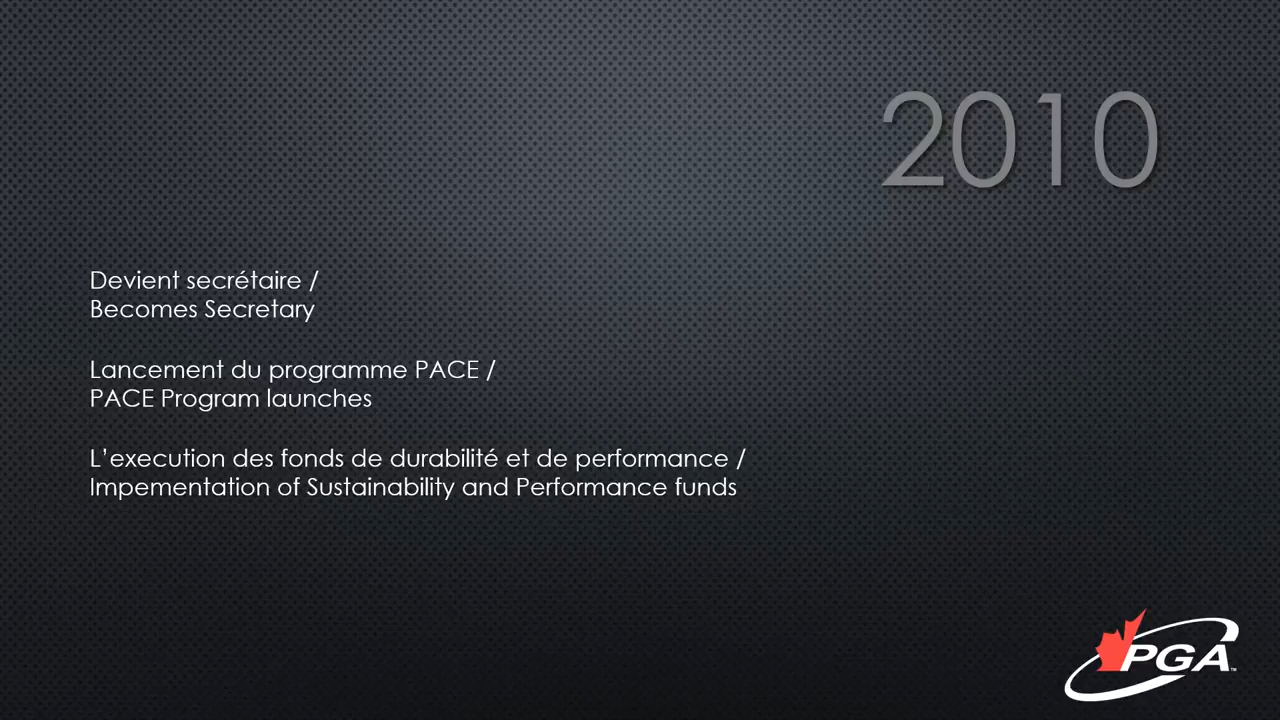 2010
Devient secrétaire /
Becomes Secretary
Lancement du programme PACE /
PACE Program launches
L’execution des fonds de durabilité et de performance /
Impementation of Sustainability and Performance funds
PGA™